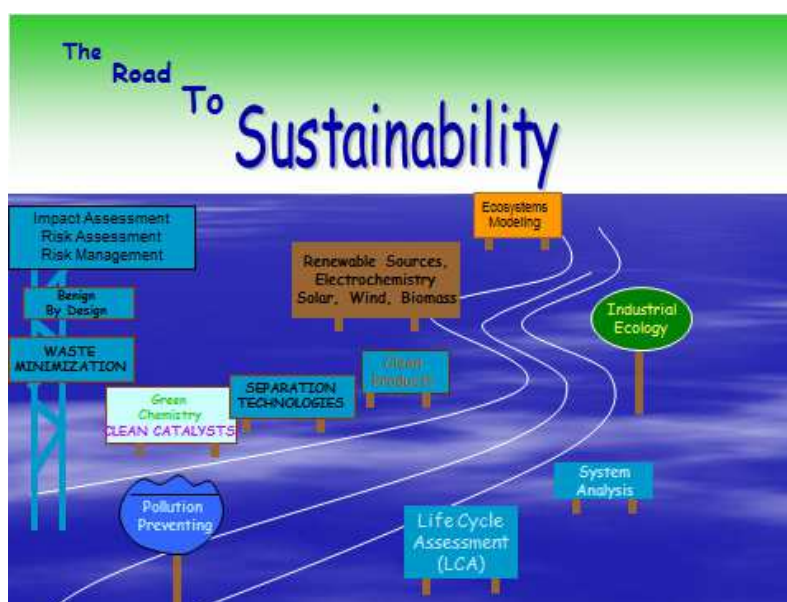 The
Road
To
Sustainability
Ecosystems
Modeling
Impact Assessment
Risk Assessment
Risk Management
Renewable Sources,
Electrochemistry
Solar, Wind, Biomass
Benign
By Design
Industrial
Ecology
WASTE
MINIMIZATION
Clean
Products
SEPARATION
TECHNOLOGIES
Green
Chemistry
CLEAN CATALYSTS
System
Analysis
Pollution
Preventing
Life Cycle
Assessment
(LCA)